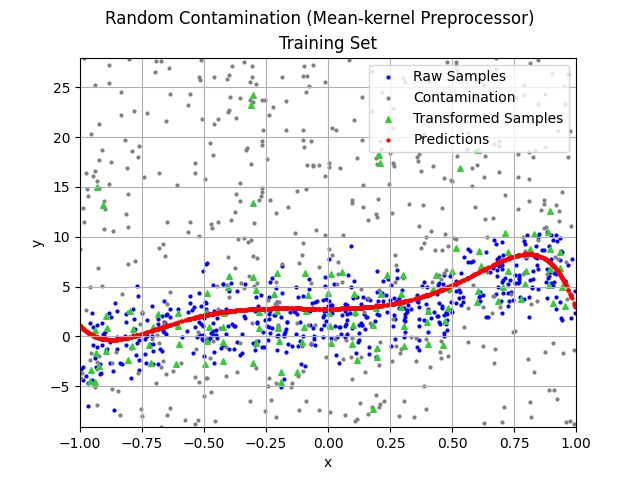 Random Contamination (Mean-kernel Preprocessor)
Training Set
Raw Samples
Contamination
Transformed Samples
Predictions
y
25
20
15
10
5
0
−5
−1.00 −0.75 −0.50 −0.25 0.00 0.25 0.50 0.75 1.00
x